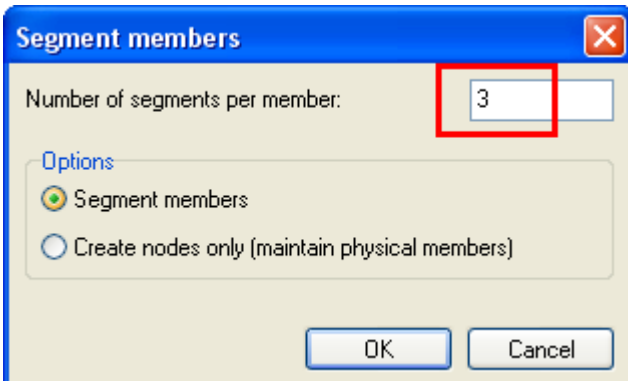 Segment members
Number of segments per member: 3
Options
Segment members
Create nodes only (maintain physical members)
OK Cancel